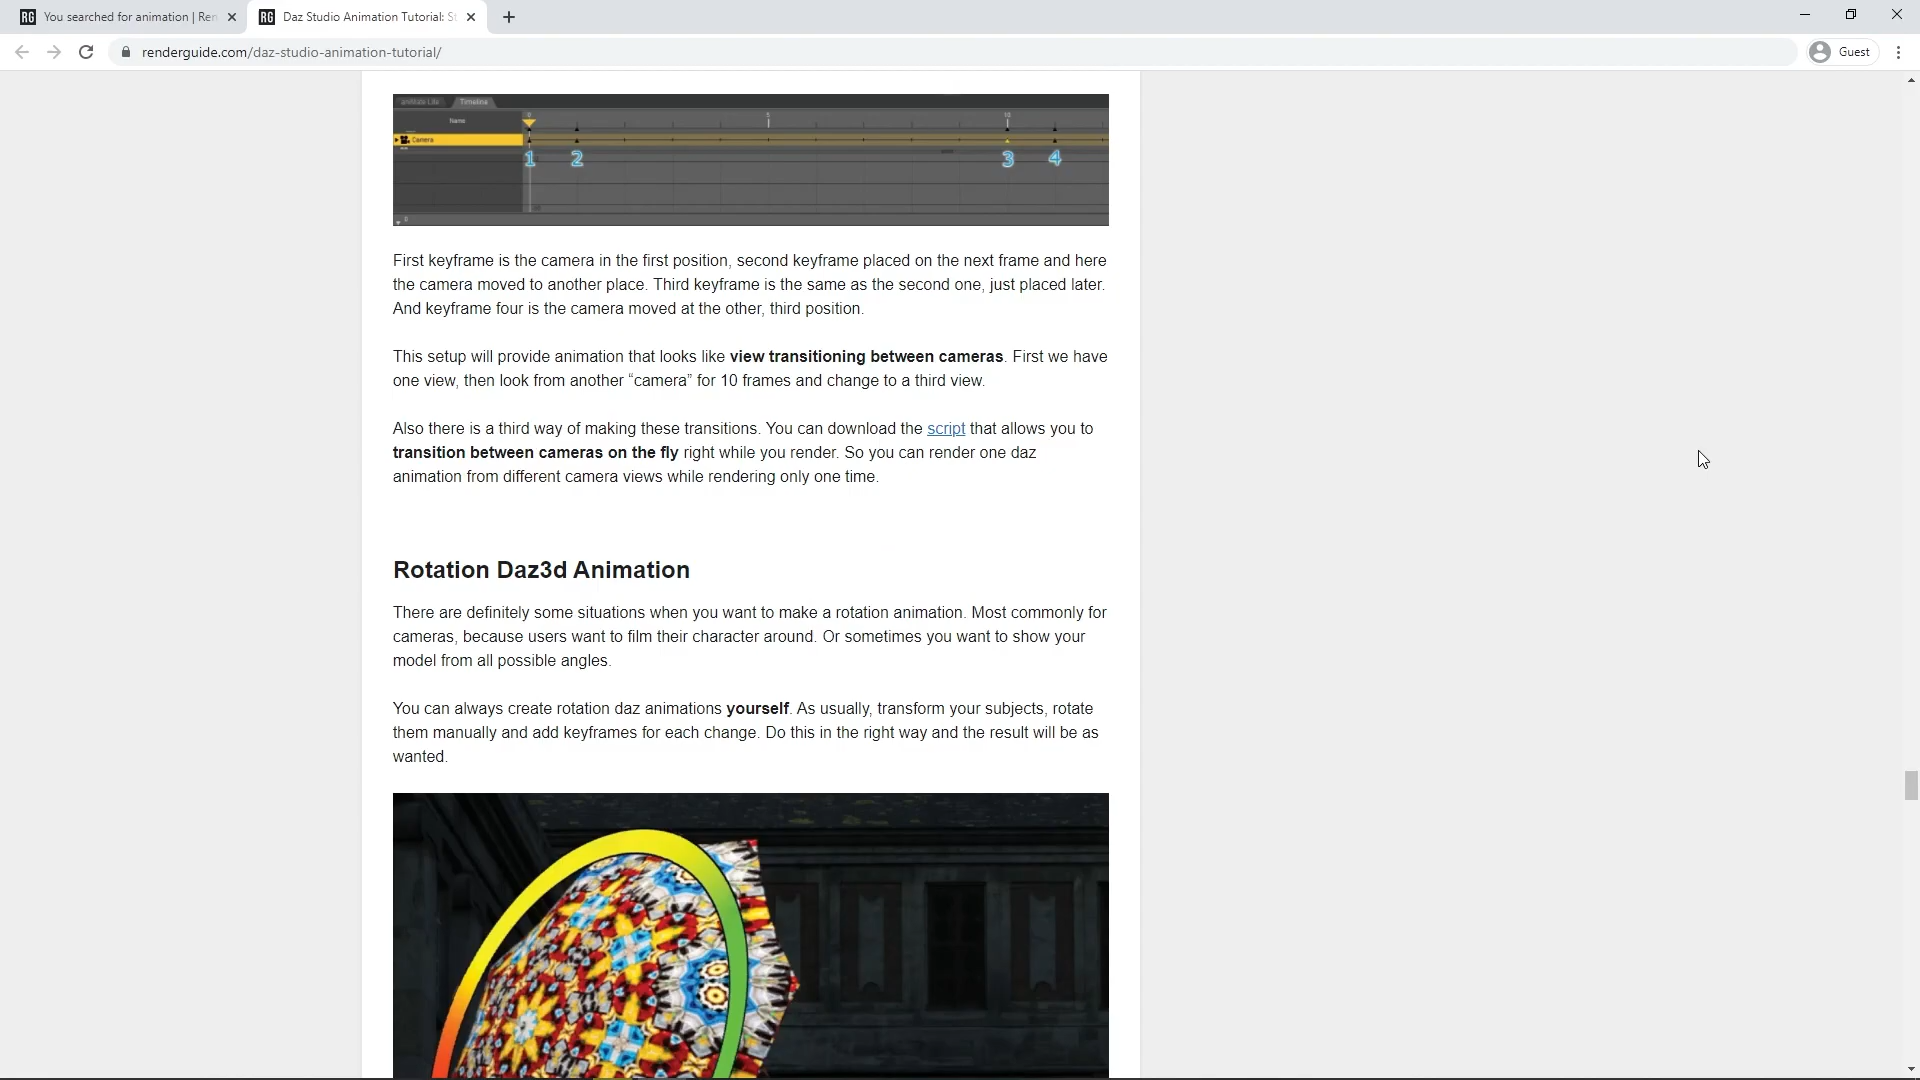 You searched for animation | Ren
Daz Studio Animation Tutorial: St
renderguide.com/daz-studio-animation-tutorial/
Guest
aniMate Lite
Timeline
Name
0
5
10
Camera
1
2
3
4
First keyframe is the camera in the first position, second keyframe placed on the next frame and here
the camera moved to another place. Third keyframe is the same as the second one, just placed later.
And keyframe four is the camera moved at the other, third position.
This setup will provide animation that looks like view transitioning between cameras. First we have
one view, then look from another “camera” for 10 frames and change to a third view.
Also there is a third way of making these transitions. You can download the script that allows you to
transition between cameras on the fly right while you render. So you can render one daz
animation from different camera views while rendering only one time.
Rotation Daz3d Animation
There are definitely some situations when you want to make a rotation animation. Most commonly for
cameras, because users want to film their character around. Or sometimes you want to show your
model from all possible angles.
You can always create rotation daz animations yourself. As usually, transform your subjects, rotate
them manually and add keyframes for each change. Do this in the right way and the result will be as
wanted.